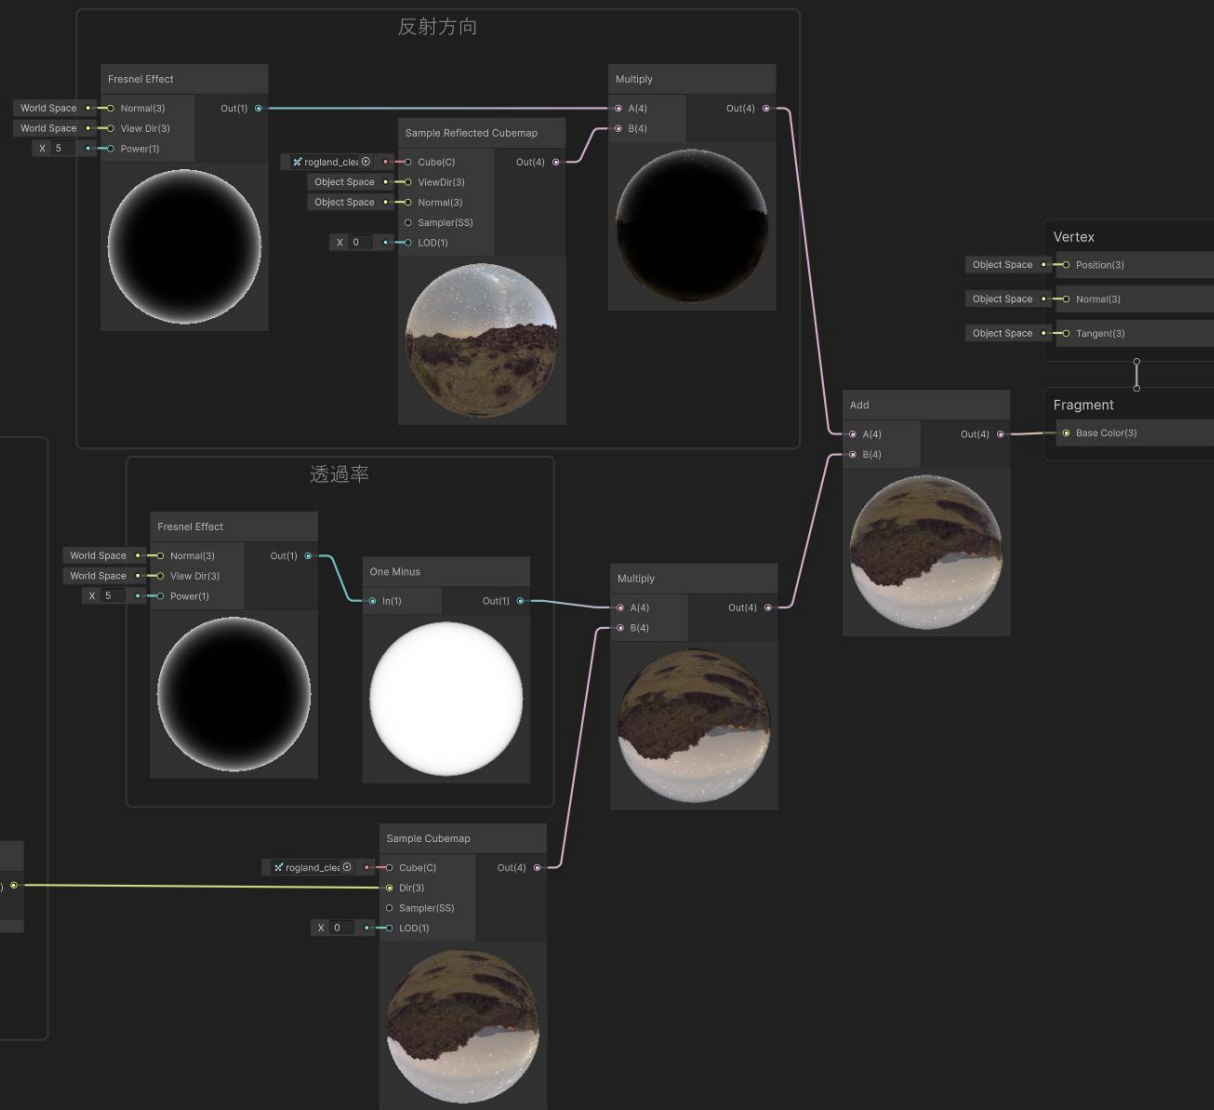 反射方向
Fresnel Effect
World Space
Normal(3)
Out(1)
World Space
View Dir(3)
X 5
Power(1)
Sample Reflected Cubemap
rogland_clea
Cube(C)
Out(4)
Object Space
ViewDir(3)
Object Space
Normal(3)
Sampler(SS)
X 0
LOD(1)
Multiply
A(4)
Out(4)
B(4)
Vertex
Object Space
Position(3)
Object Space
Normal(3)
Object Space
Tangent(3)
Fragment
Base Color(3)
Add
A(4)
Out(4)
B(4)
透過率
Fresnel Effect
World Space
Normal(3)
Out(1)
World Space
View Dir(3)
X 5
Power(1)
One Minus
In(1)
Out(1)
Multiply
A(4)
Out(4)
B(4)
Sample Cubemap
rogland_clea
Cube(C)
Out(4)
Dir(3)
Sampler(SS)
X 0
LOD(1)